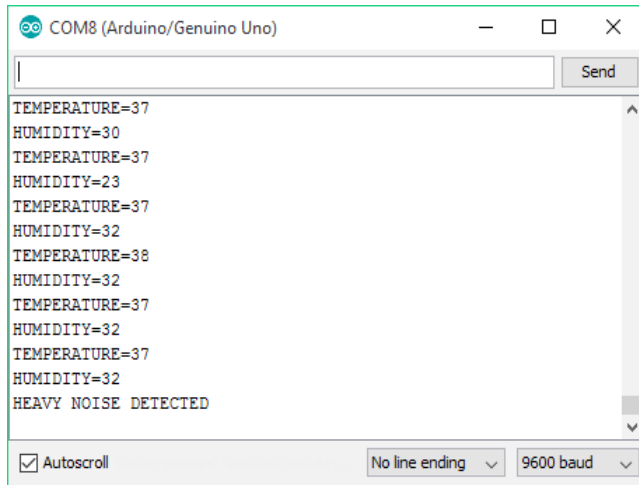 COM8 (Arduino/Genuino Uno)
Send
TEMPERATURE=37
HUMIDITY=30
TEMPERATURE=37
HUMIDITY=23
TEMPERATURE=37
HUMIDITY=32
TEMPERATURE=38
HUMIDITY=32
TEMPERATURE=37
HUMIDITY=32
TEMPERATURE=37
HUMIDITY=32
HEAVY NOISE DETECTED
Autoscroll No line ending 9600 baud